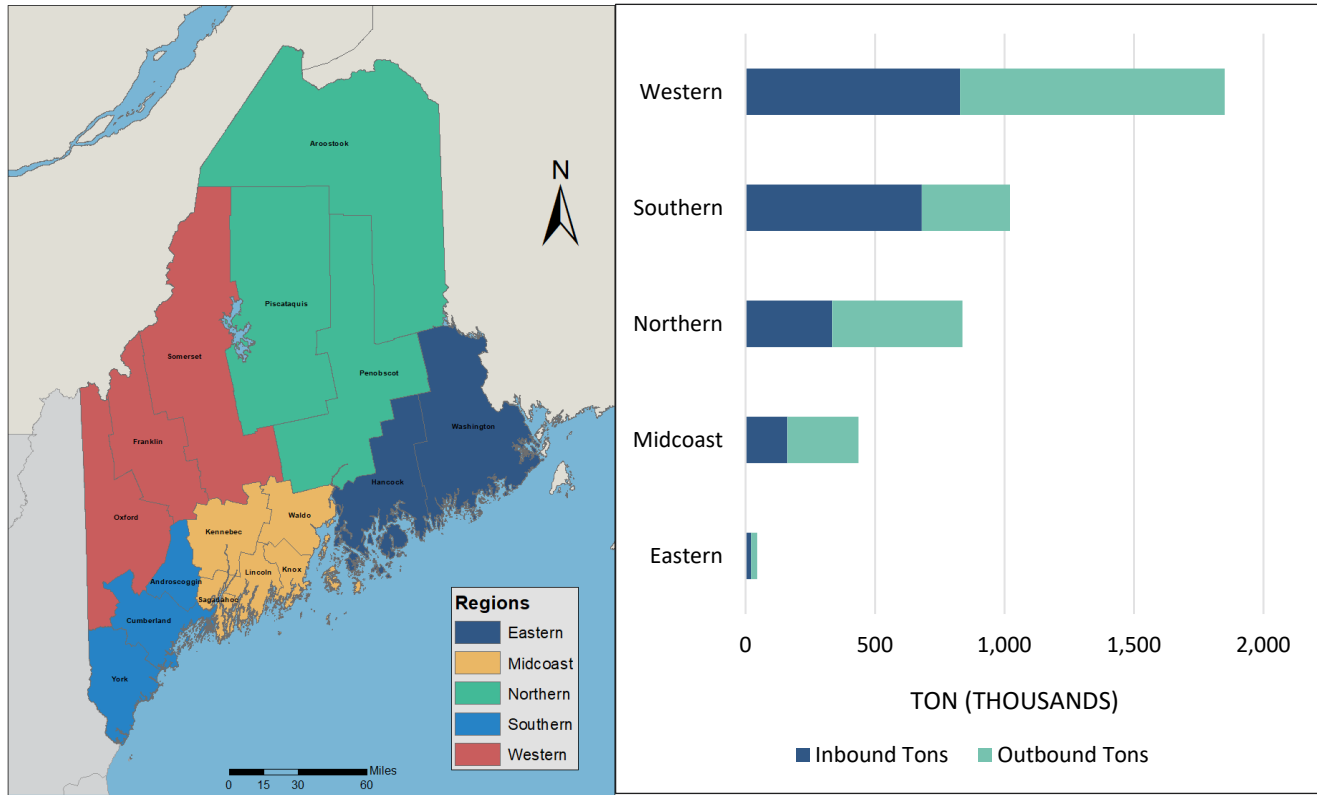 N
Aroostook
Piscataquis
Somerset
Penobscot
Washington
Franklin
Hancock
Oxford
Waldo
Kennebec
Androscoggin
Lincoln
Knox
Sagadahoc
Cumberland
York
Regions
Eastern
Midcoast
Northern
Southern
Western
Miles
0 15 30 60
Western
Southern
Northern
Midcoast
Eastern
0 500 1,000 1,500 2,000
TON (THOUSANDS)
Inbound Tons Outbound Tons